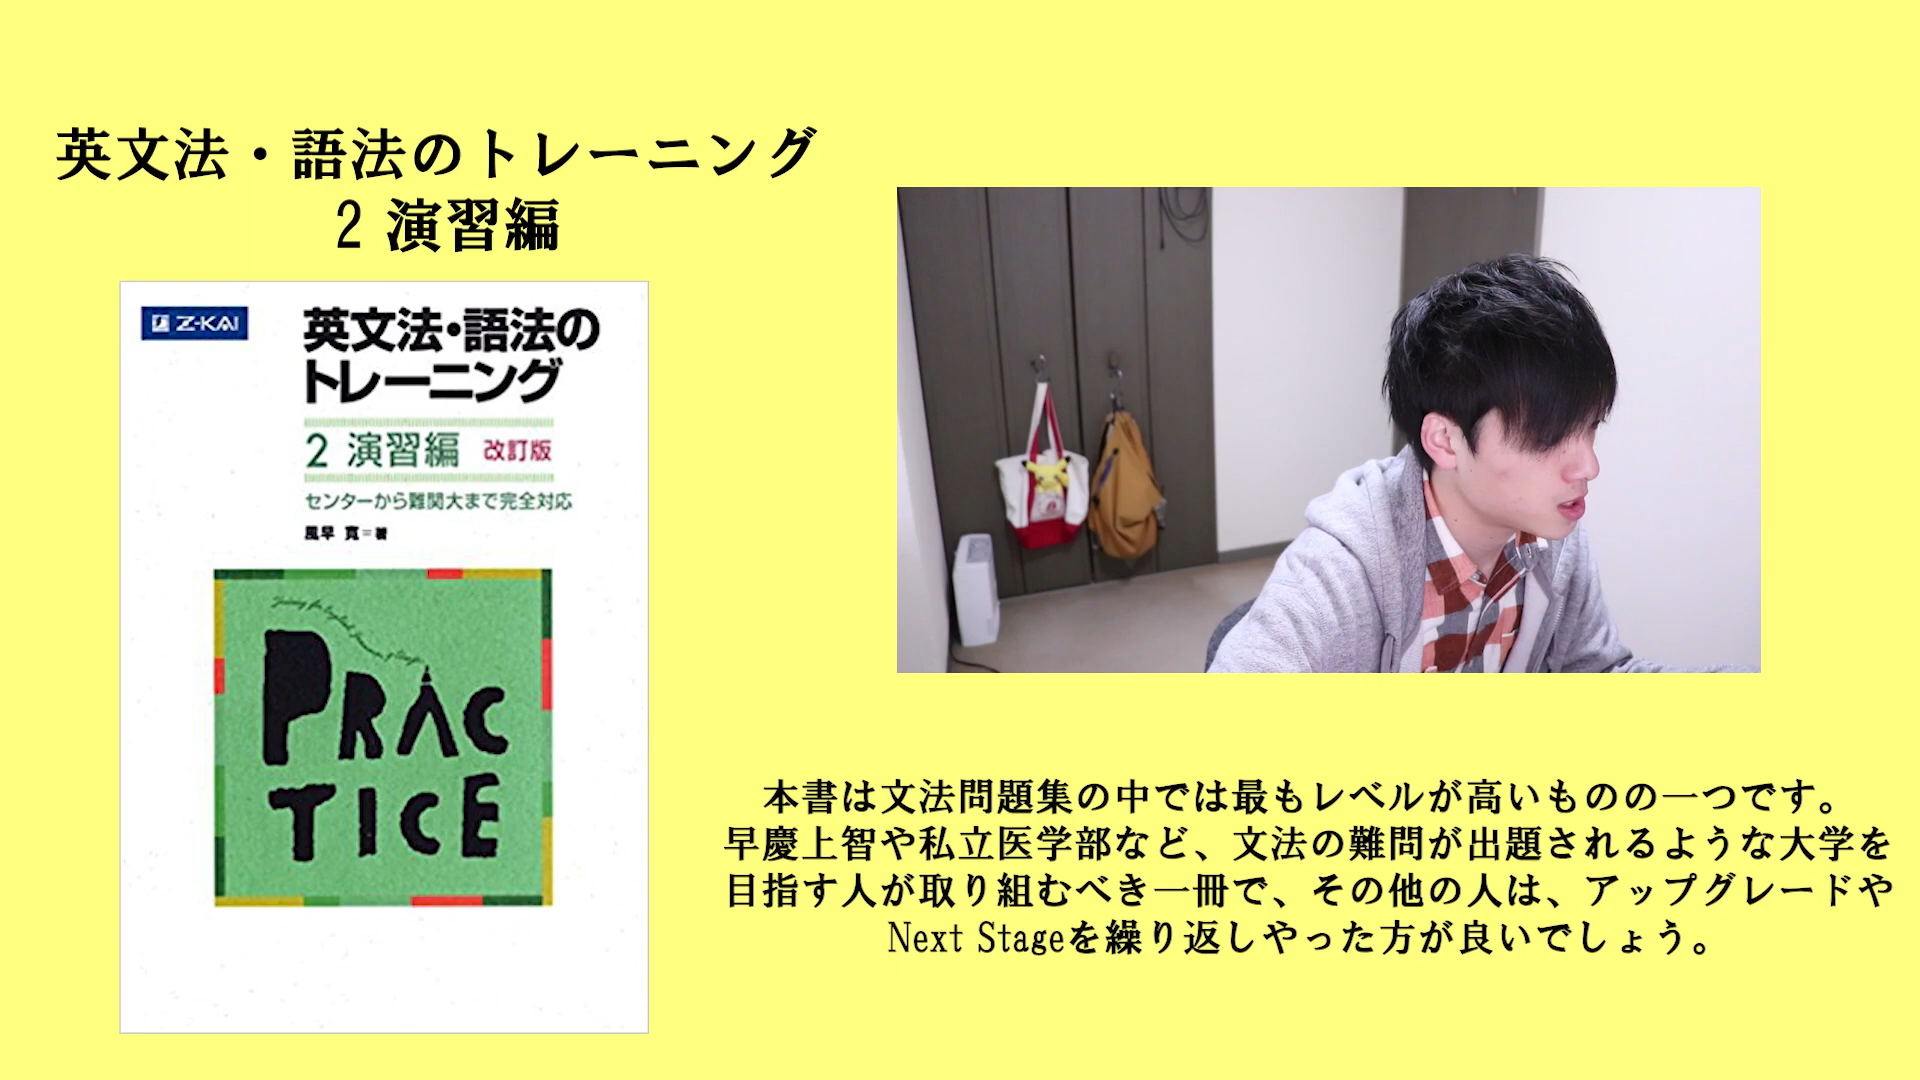 英文法・語法のトレーニング
2 演習編
Z-KAI
英文法・語法の
トレーニング
2 演習編 改訂版
センターから難関大まで完全対応
風早 寛=著
PRAC
TICE
本書は文法問題集の中では最もレベルが高いものの一つです。
早慶上智や私立医学部など、文法の難問が出題されるような大学を
目指す人が取り組むべき一冊で、その他の人は、アップグレードや
Next Stageを繰り返しやった方が良いでしょう。